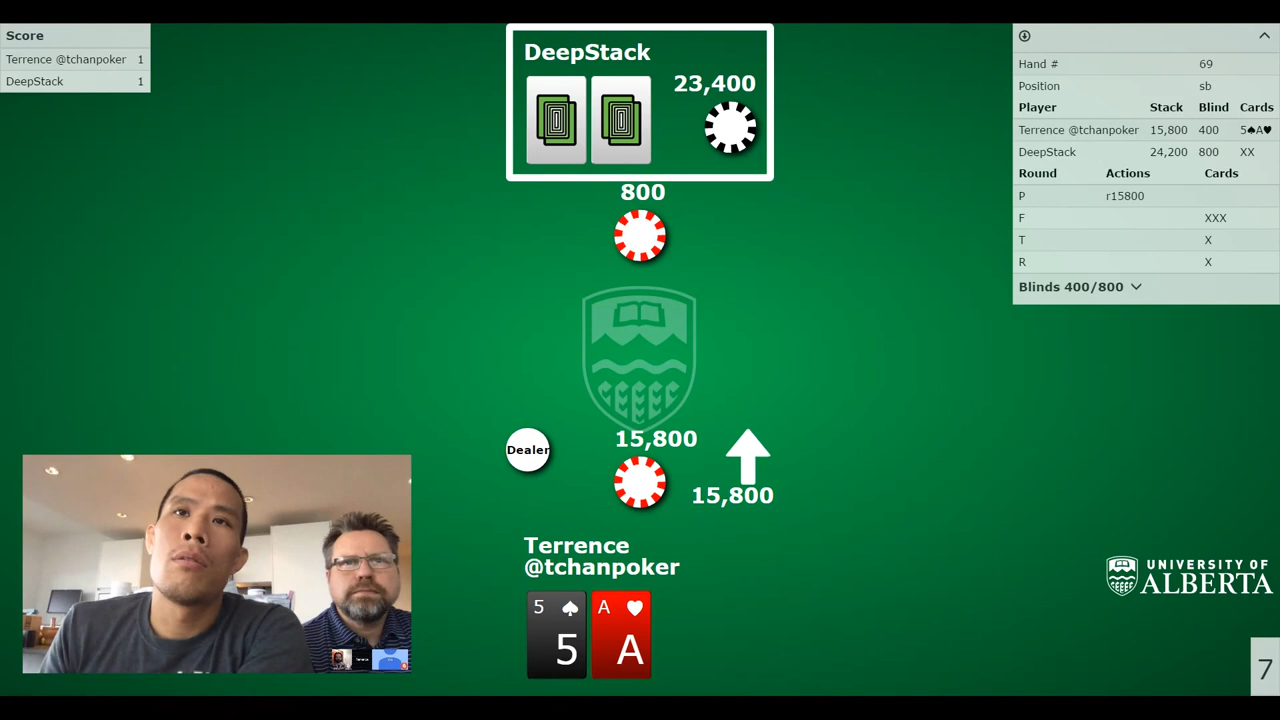 Score
Terrence @tchanpoker 1
DeepStack 1
DeepStack
23,400
800
15,800
15,800
Dealer
Terrence
@tchanpoker
5 A
5 A
Hand # 69
Position sb
Player Stack Blind Cards
Terrence @tchanpoker 15,800 400 5♠A♥
DeepStack 24,200 800 XX
Round Actions Cards
P r15800
F XXX
T X
R X
Blinds 400/800
UNIVERSITY OF
ALBERTA
7